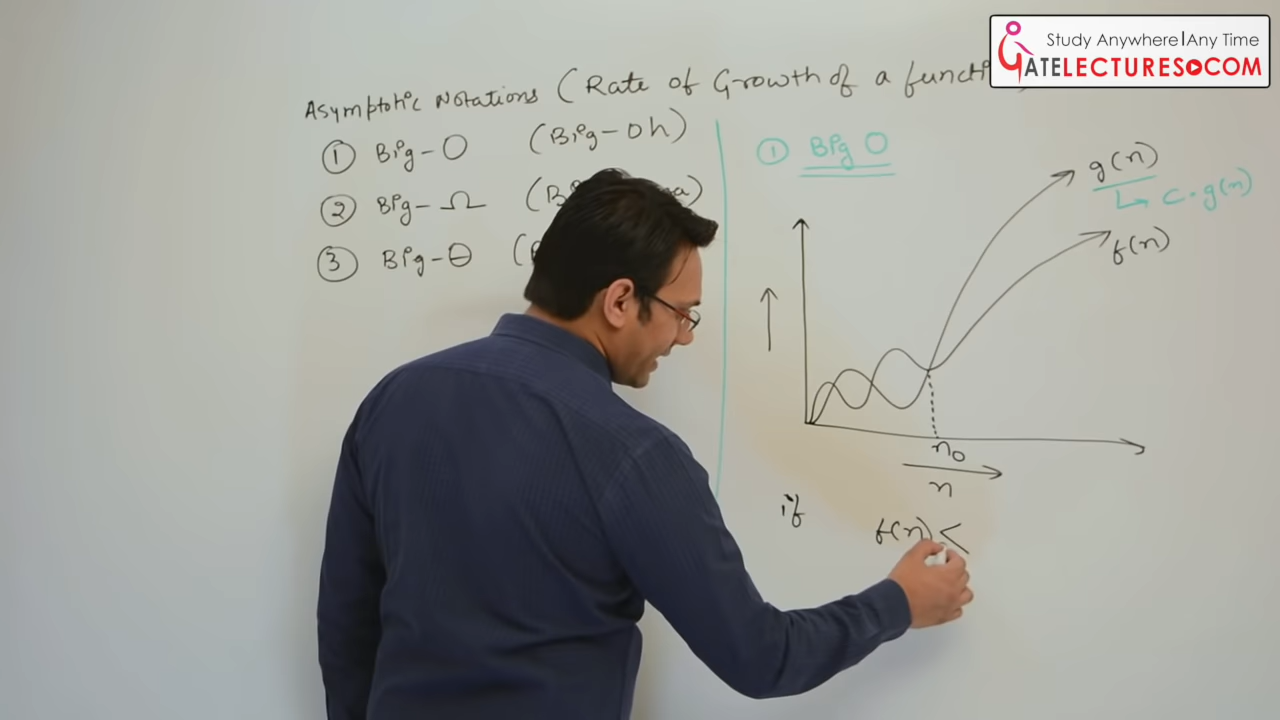 Study Anywhere|Any Time
GATELECTURES.COM
Asymptotic Notations (Rate of Growth of a
① Big-O (Big-Oh)
② Big-Ω
③ Big-Θ
① Big O
g(n)
↳ c·g(n)
f(n)
n₀
n
if f(n) <